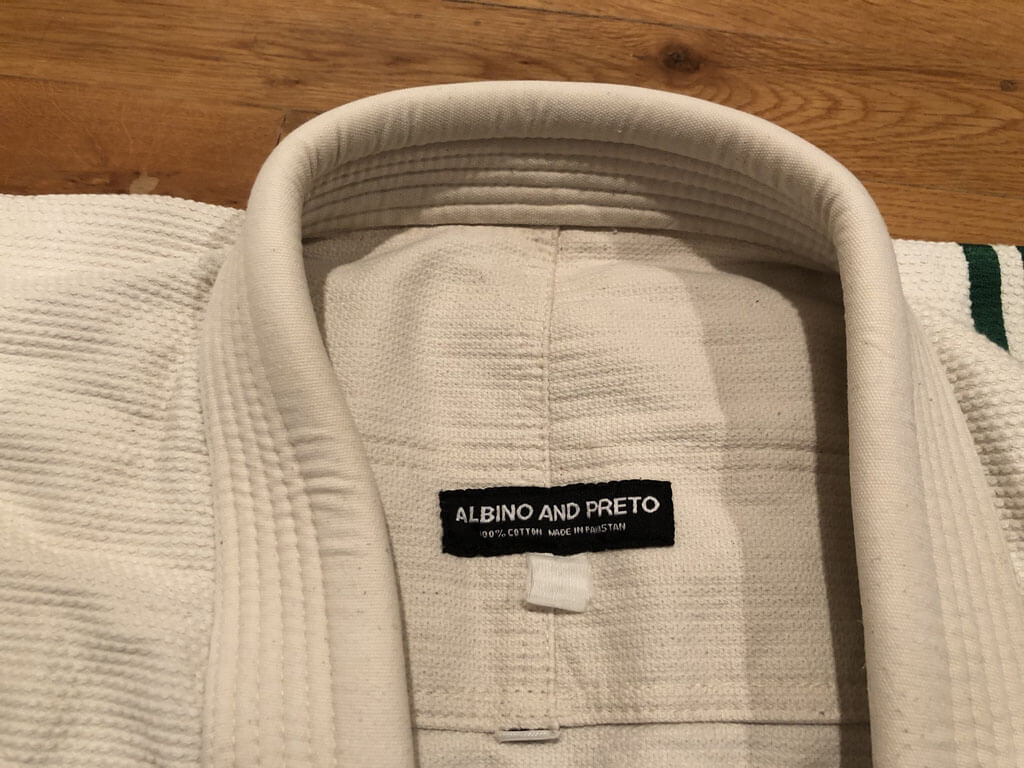 ALBINO AND PRETO
100% COTTON MADE IN PAKISTAN